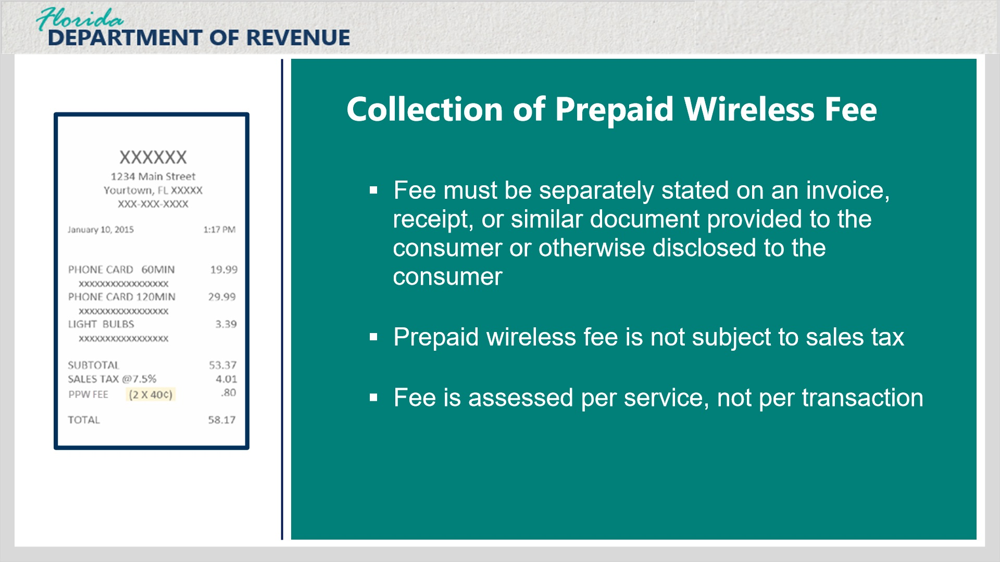 Florida
DEPARTMENT OF REVENUE
XXXXXX
1234 Main Street
Yourtown, FL XXXXX
XXX-XXX-XXXX
January 10, 2015 1:17 PM
PHONE CARD 60MIN 19.99
xxxxxxxxxxxxxxxxx
PHONE CARD 120MIN 29.99
xxxxxxxxxxxxxxxxx
LIGHT BULBS 3.39
xxxxxxxxxxxxxxxxx
SUBTOTAL 53.37
SALES TAX @7.5% 4.01
PPW FEE (2 X 40¢) .80
TOTAL 58.17
Collection of Prepaid Wireless Fee
▪ Fee must be separately stated on an invoice,
receipt, or similar document provided to the
consumer or otherwise disclosed to the
consumer
▪ Prepaid wireless fee is not subject to sales tax
▪ Fee is assessed per service, not per transaction